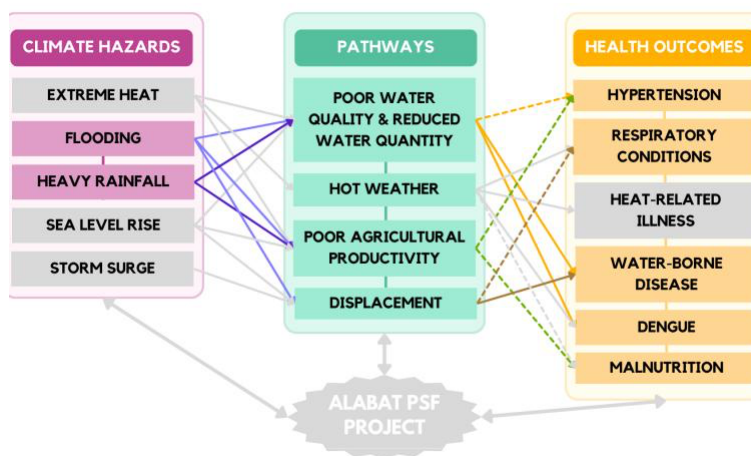 CLIMATE HAZARDS
EXTREME HEAT
FLOODING
HEAVY RAINFALL
SEA LEVEL RISE
STORM SURGE
PATHWAYS
POOR WATER
QUALITY & REDUCED
WATER QUANTITY
HOT WEATHER
POOR AGRICULTURAL
PRODUCTIVITY
DISPLACEMENT
HEALTH OUTCOMES
HYPERTENSION
RESPIRATORY
CONDITIONS
HEAT-RELATED
ILLNESS
WATER-BORNE
DISEASE
DENGUE
MALNUTRITION
ALABAT PSF
PROJECT